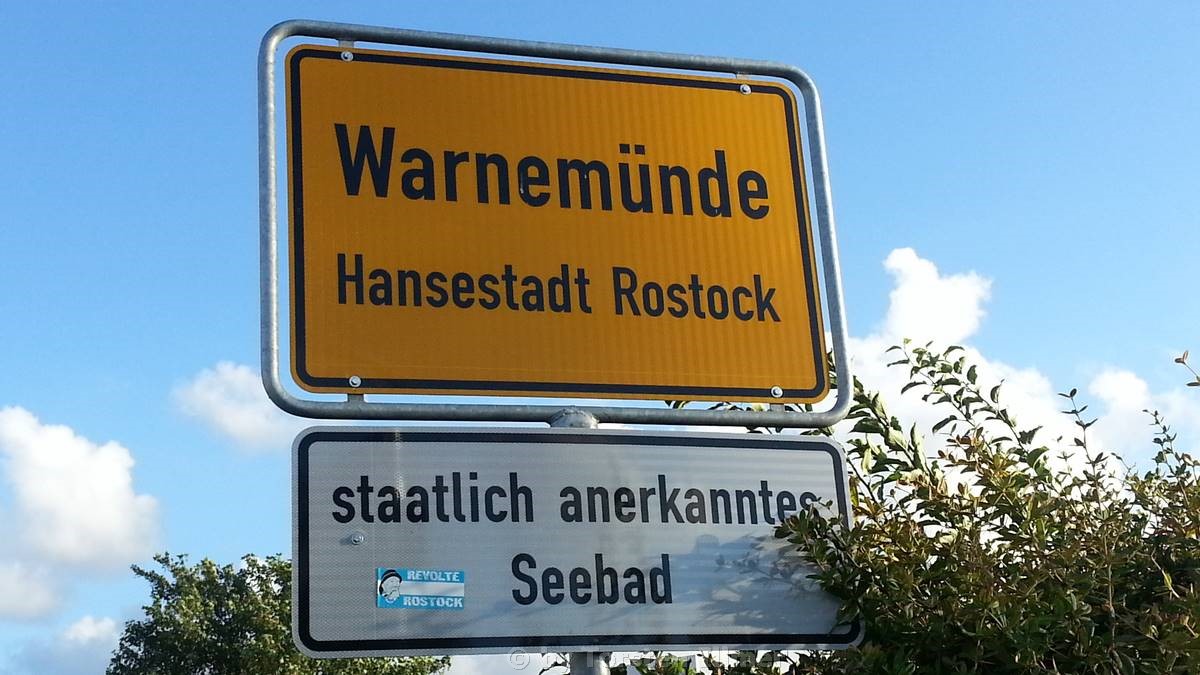 Warnemünde
Hansestadt Rostock
staatlich anerkanntes
Seebad
REVOLTE
ROSTOCK